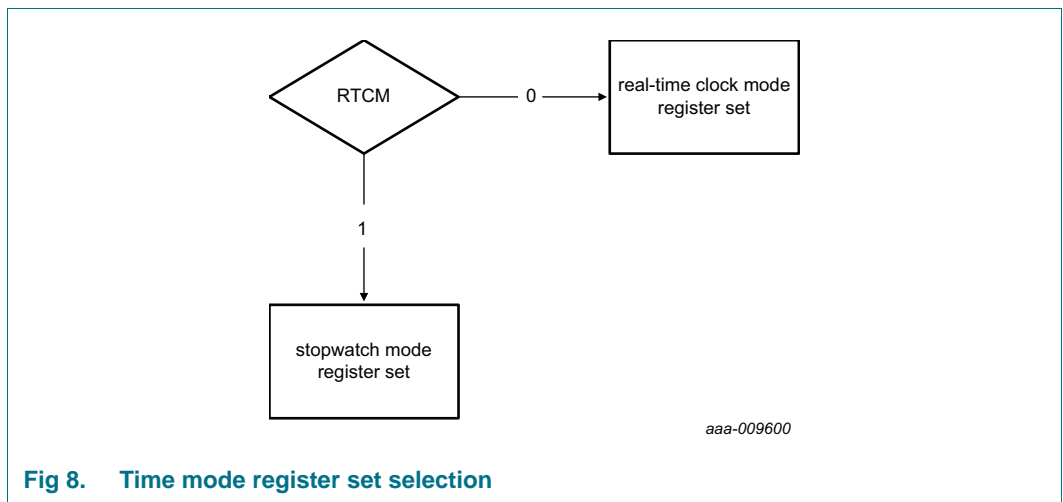 RTCM
0
real-time clock mode
register set
1
stopwatch mode
register set
aaa-009600
Fig 8. Time mode register set selection